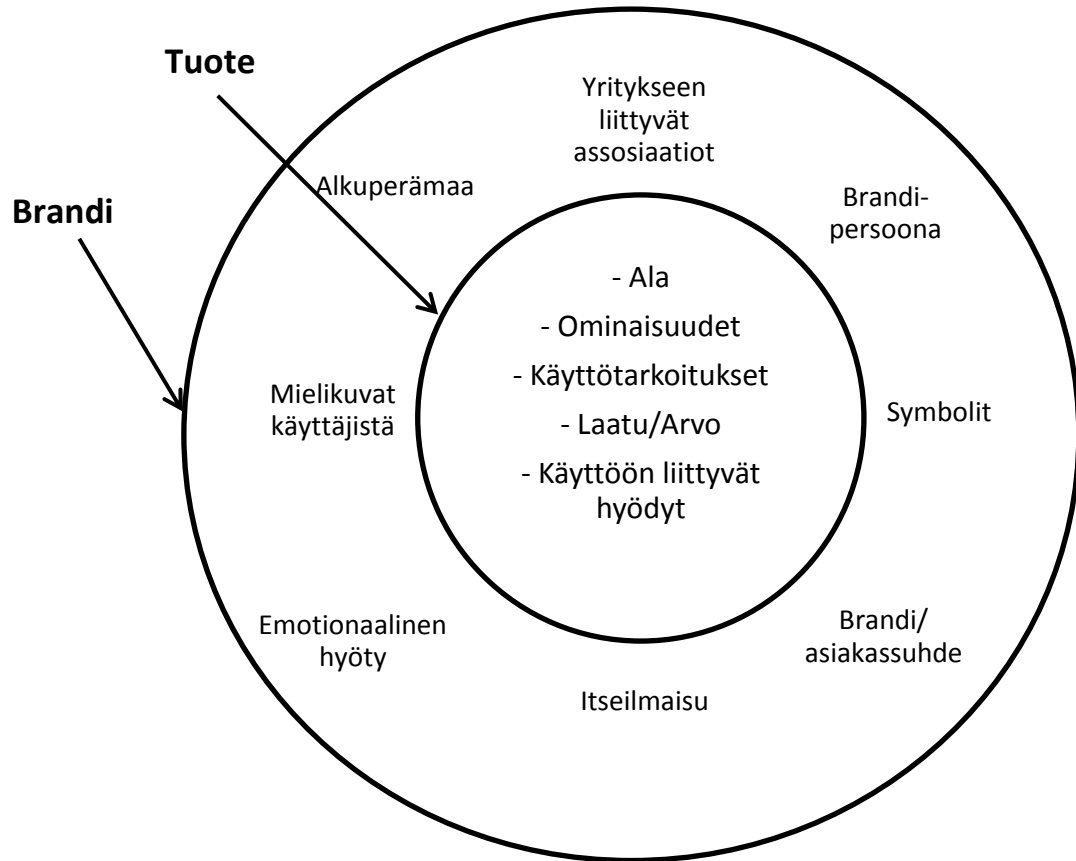 Tuote
Brandi
Yritykseen
liittyvät
assosiaatiot
Alkuperämaa
Brandi-
persoona
- Ala
- Ominaisuudet
- Käyttötarkoitukset
- Laatu/Arvo
- Käyttöön liittyvät
hyödyt
Mielikuvat
käyttäjistä
Symbolit
Emotionaalinen
hyöty
Itseilmaisu
Brandi/
asiakassuhde